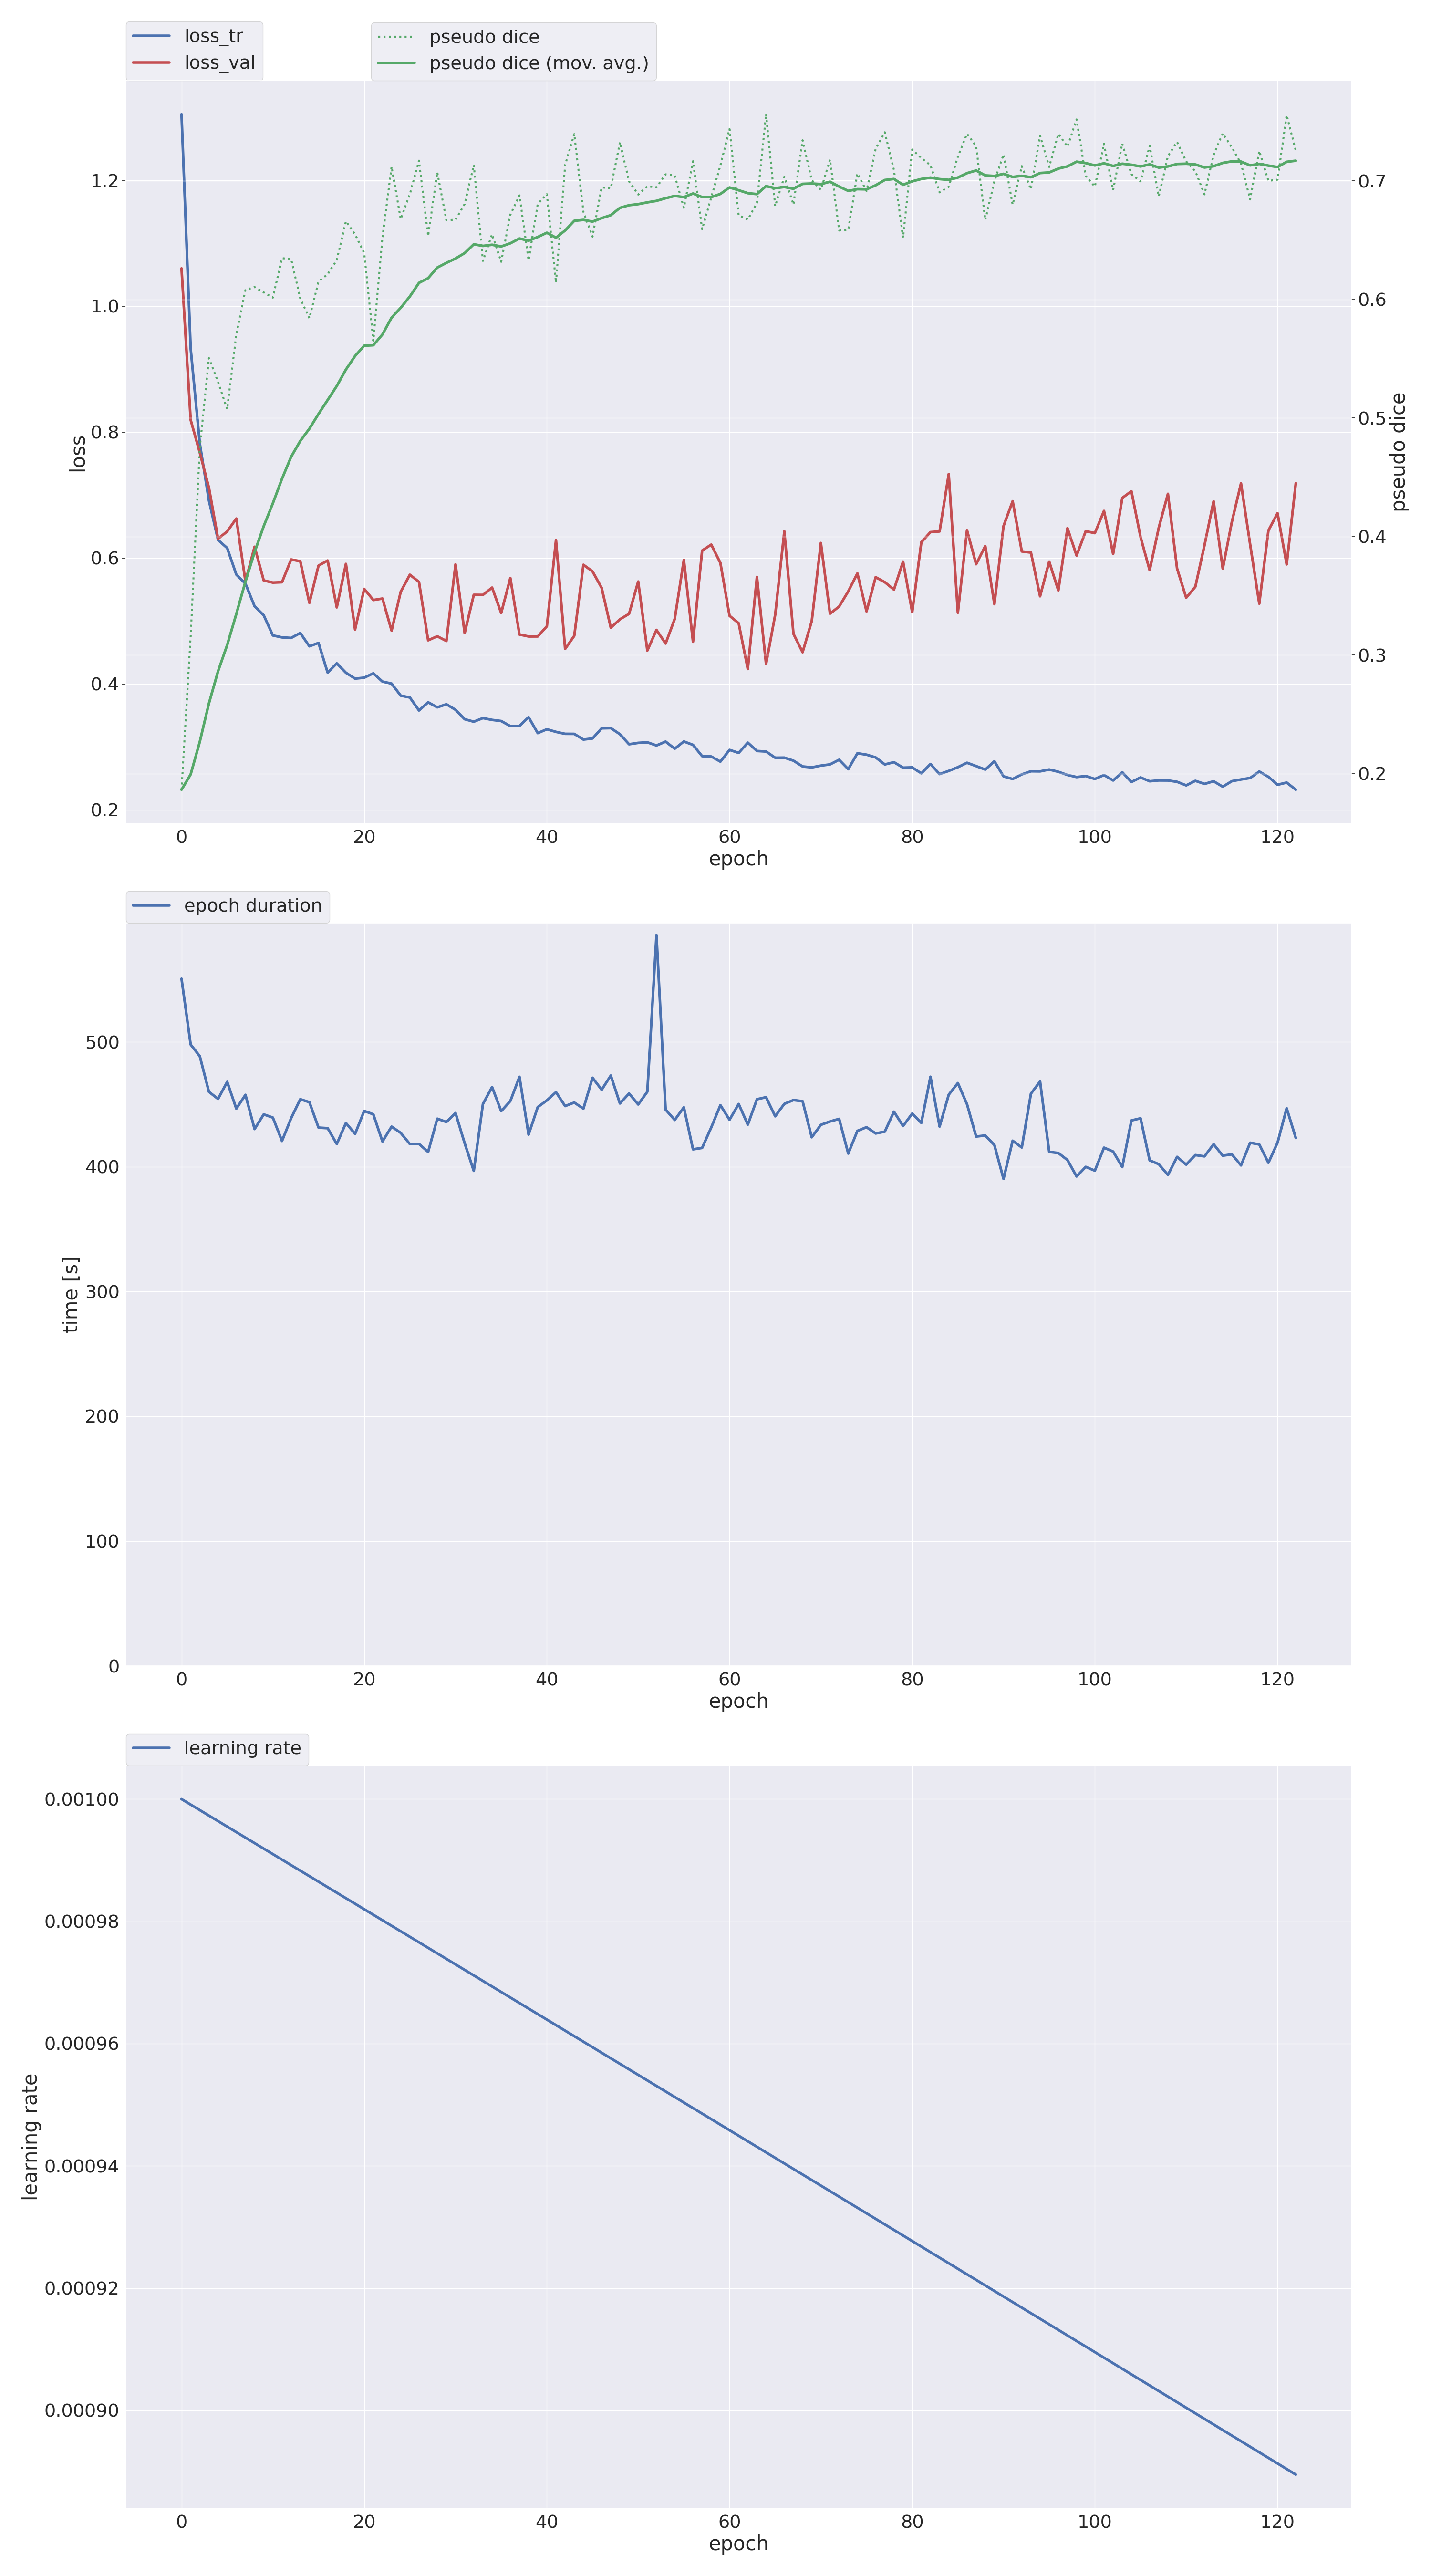 loss_tr
loss_val
pseudo dice
pseudo dice (mov. avg.)
1.2
1.0
0.8
0.6
0.4
0.2
loss
0.7
0.6
0.5
0.4
0.3
0.2
pseudo dice
0 20 40 60 80 100 120
epoch
epoch duration
500
400
300
200
100
0
time [s]
0 20 40 60 80 100 120
epoch
learning rate
0.00100
0.00098
0.00096
0.00094
0.00092
0.00090
learning rate
0 20 40 60 80 100 120
epoch